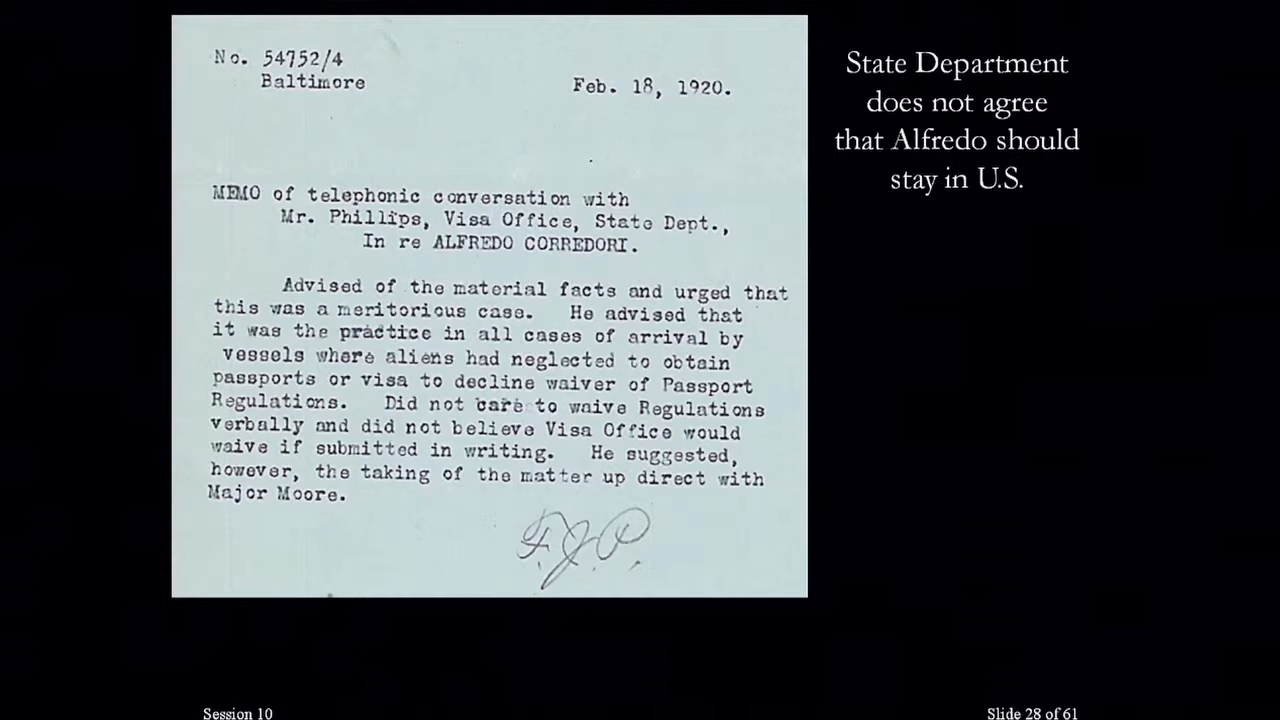 No. 54752/4
Baltimore
Feb. 18, 1920.
MEMO of telephonic conversation with
Mr. Phillips, Visa Office, State Dept.,
In re ALFREDO CORREDORI.
Advised of the material facts and urged that
this was a meritorious case. He advised that
it was the practice in all cases of arrival by
vessels where aliens had neglected to obtain
passports or visa to decline waiver of Passport
Regulations. Did not care to waive Regulations
verbally and did not believe Visa Office would
waive if submitted in writing. He suggested,
however, the taking of the matter up direct with
Major Moore.
F.J.P.
State Department
does not agree
that Alfredo should
stay in U.S.
Session 10
Slide 28 of 61